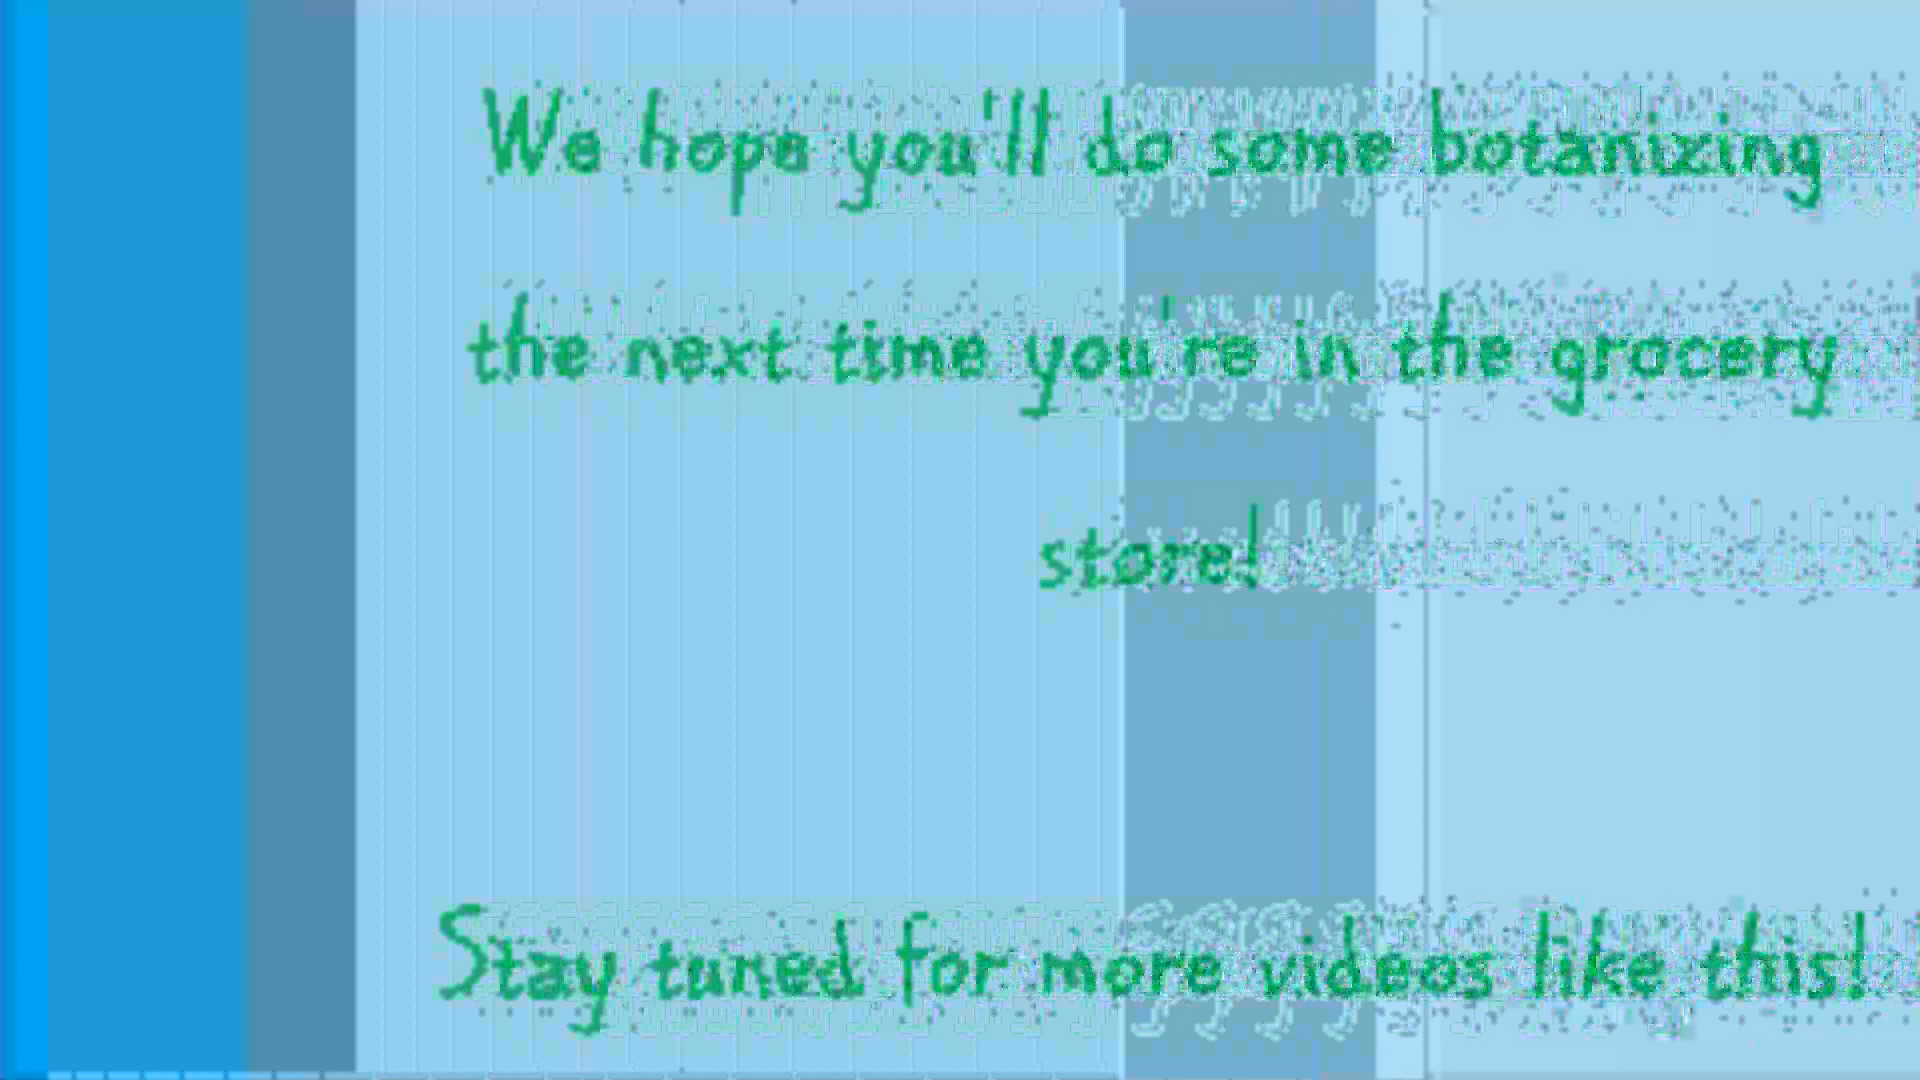 We hope you'll do some botanizing
the next time you're in the grocery
store!
Stay tuned for more videos like this!